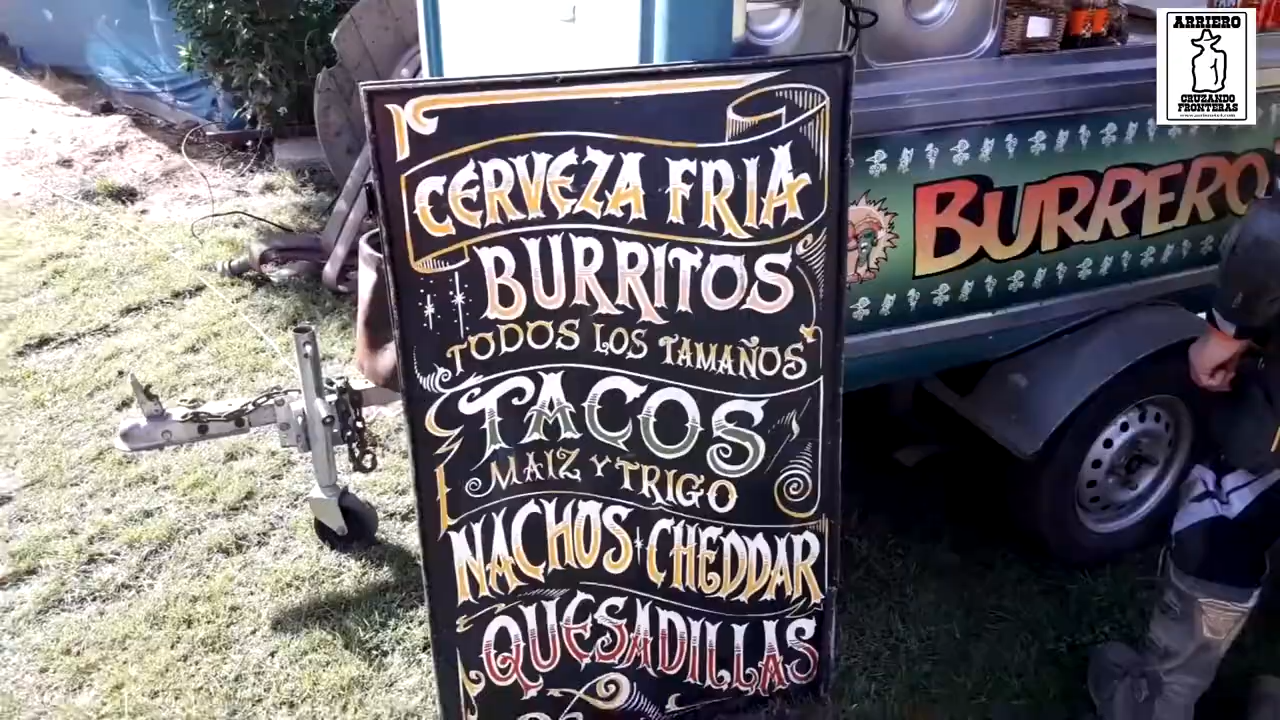 CERVEZA FRIA
BURRITOS
TODOS LOS TAMAÑOS
TACOS
MAIZ Y TRIGO
NACHOS CHEDDAR
QUESADILLAS
BURRERO
ARRIERO
CRUZANDO
FRONTERAS